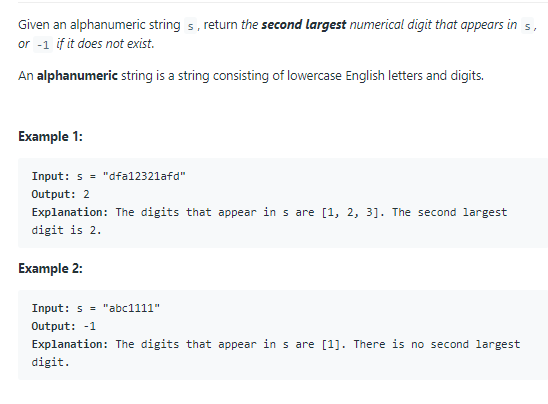 Given an alphanumeric string s, return the second largest numerical digit that appears in s,
or -1 if it does not exist.
An alphanumeric string is a string consisting of lowercase English letters and digits.
Example 1:
Input: s = "dfa12321afd"
Output: 2
Explanation: The digits that appear in s are [1, 2, 3]. The second largest
digit is 2.
Example 2:
Input: s = "abc1111"
Output: -1
Explanation: The digits that appear in s are [1]. There is no second largest
digit.